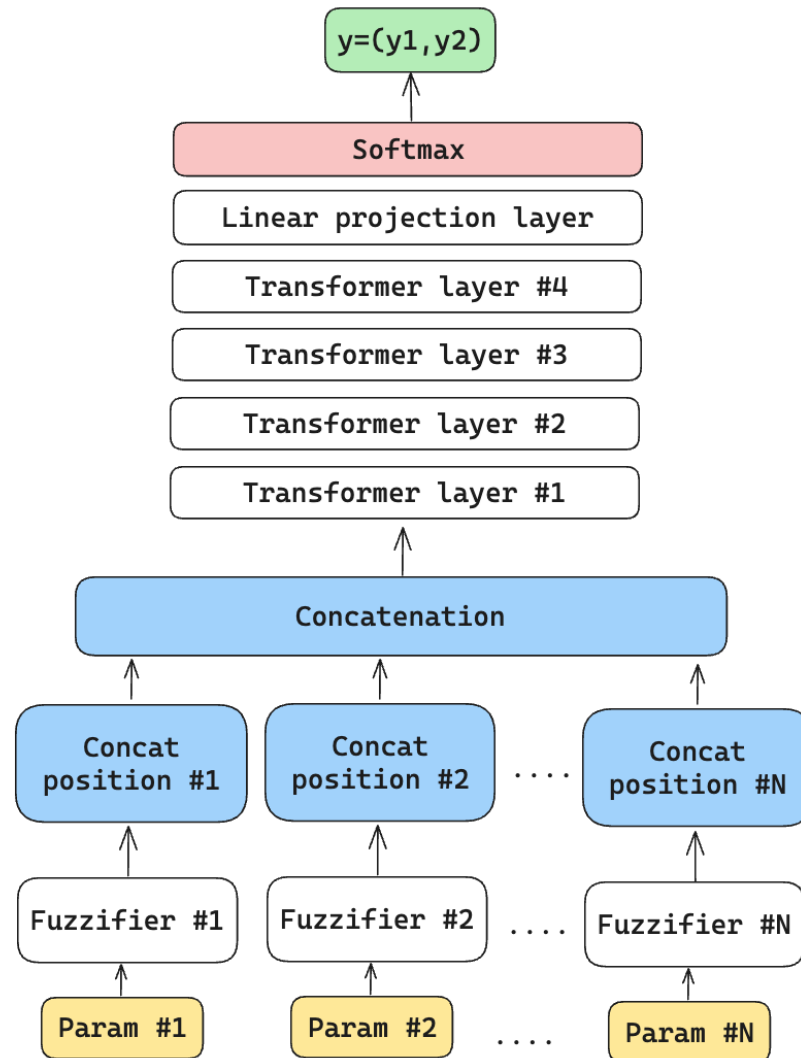 y=(y1,y2)
Softmax
Linear projection layer
Transformer layer #4
Transformer layer #3
Transformer layer #2
Transformer layer #1
Concatenation
Concat
position #1
Concat
position #2
....
Concat
position #N
Fuzzifier #1
Fuzzifier #2
....
Fuzzifier #N
Param #1
Param #2
....
Param #N